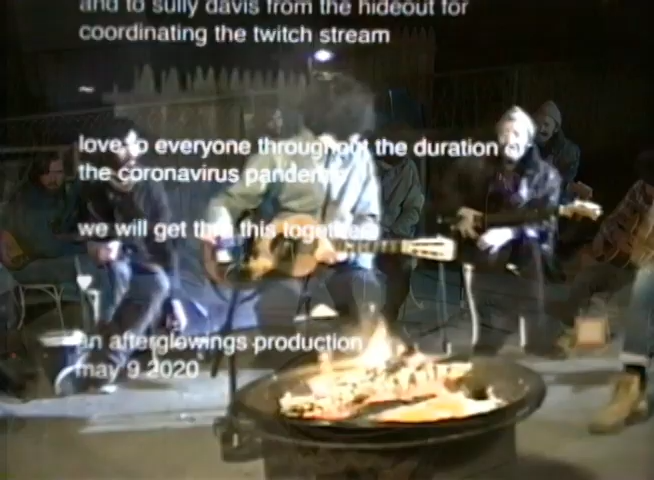 and to sully davis from the hideout for
coordinating the twitch stream
~
love to everyone throughout the duration of
the coronavirus pandemic
we will get thru this together
an afterglowings production
may 9 2020